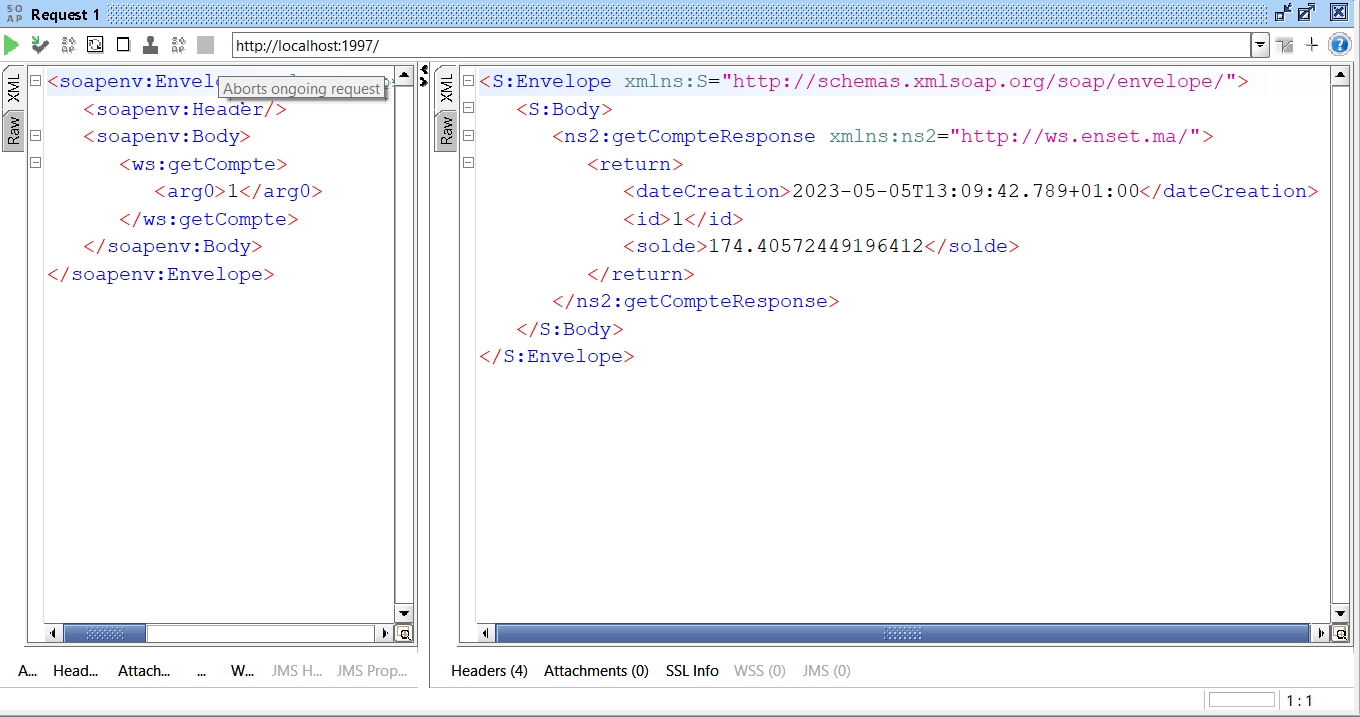 SO
AP
Request 1
http://localhost:1997/
XML
Raw
<soapenv:Envel
Aborts ongoing request
<soapenv:Header/>
<soapenv:Body>
<ws:getCompte>
<arg0>1</arg0>
</ws:getCompte>
</soapenv:Body>
</soapenv:Envelope>
XML
Raw
<S:Envelope xmlns:S="http://schemas.xmlsoap.org/soap/envelope/">
<S:Body>
<ns2:getCompteResponse xmlns:ns2="http://ws.enset.ma/">
<return>
<dateCreation>2023-05-05T13:09:42.789+01:00</dateCreation>
<id>1</id>
<solde>174.40572449196412</solde>
</return>
</ns2:getCompteResponse>
</S:Body>
</S:Envelope>
A... Head... Attach... ... W... JMS H... JMS Prop...
Headers (4) Attachments (0) SSL Info WSS (0) JMS (0)
1 : 1